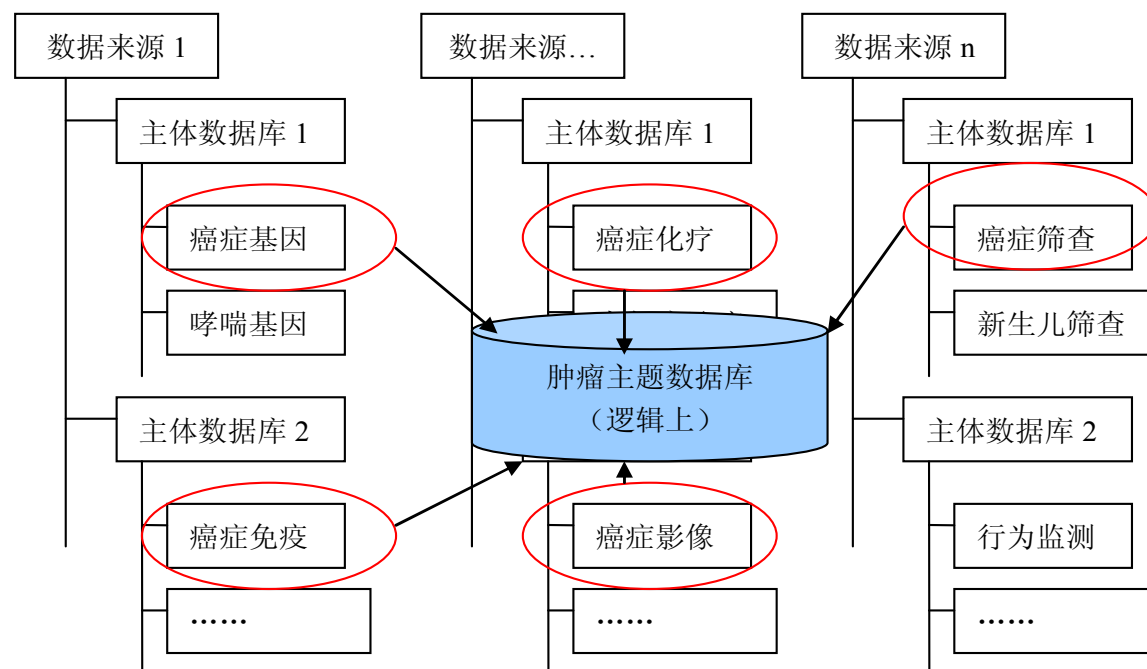 数据来源 1
数据来源…
数据来源 n
主体数据库 1
主体数据库 1
主体数据库 1
癌症基因
癌症化疗
癌症筛查
哮喘基因
新生儿筛查
肿瘤主题数据库
（逻辑上）
主体数据库 2
主体数据库 2
癌症免疫
癌症影像
行为监测
……
……
……